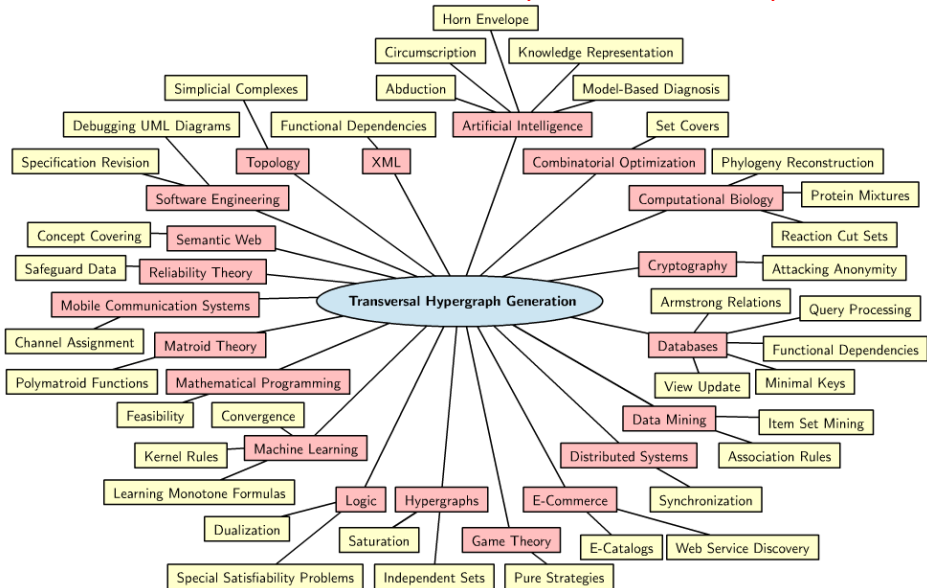 Horn Envelope
Circumscription
Knowledge Representation
Simplicial Complexes
Abduction
Model-Based Diagnosis
Debugging UML Diagrams
Functional Dependencies
Artificial Intelligence
Set Covers
Specification Revision
Topology
XML
Combinatorial Optimization
Phylogeny Reconstruction
Software Engineering
Computational Biology
Protein Mixtures
Concept Covering
Semantic Web
Reaction Cut Sets
Safeguard Data
Reliability Theory
Cryptography
Attacking Anonymity
Mobile Communication Systems
Transversal Hypergraph Generation
Armstrong Relations
Query Processing
Channel Assignment
Matroid Theory
Databases
Functional Dependencies
Polymatroid Functions
Mathematical Programming
View Update
Minimal Keys
Feasibility
Convergence
Data Mining
Item Set Mining
Kernel Rules
Machine Learning
Distributed Systems
Association Rules
Learning Monotone Formulas
Logic
Hypergraphs
E-Commerce
Synchronization
Dualization
Saturation
Game Theory
E-Catalogs
Web Service Discovery
Special Satisfiability Problems
Independent Sets
Pure Strategies